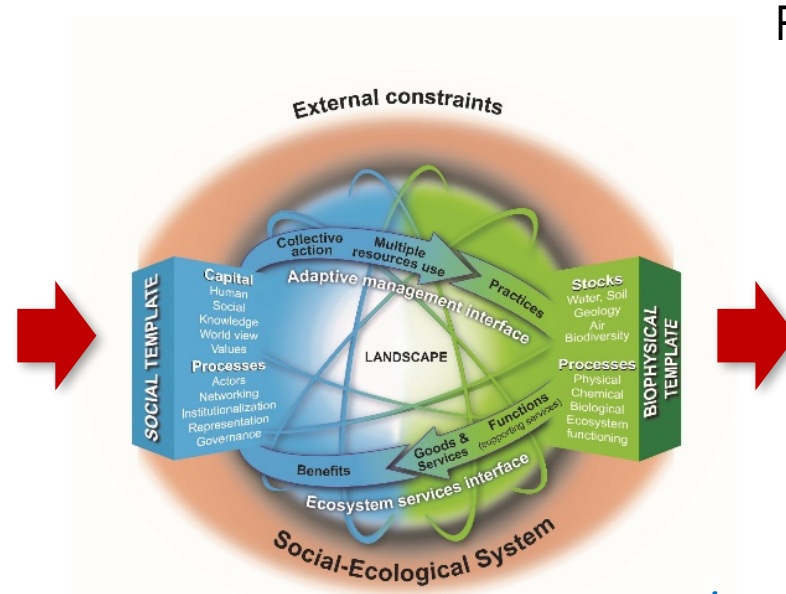 External constraints
Collective action
Multiple resources use
Practices
Adaptive management interface
SOCIAL TEMPLATE
Capital
Human
Social
Knowledge
World view
Values
Processes
Actors
Networking
Institutionalization
Representation
Governance
LANDSCAPE
Stocks
Water, Soil
Geology
Air
Biodiversity
Processes
Physical
Chemical
Biological
Ecosystem
functioning
BIOPHYSICAL
TEMPLATE
Functions
(supporting services)
Goods &
Services
Benefits
Ecosystem services interface
Social-Ecological System